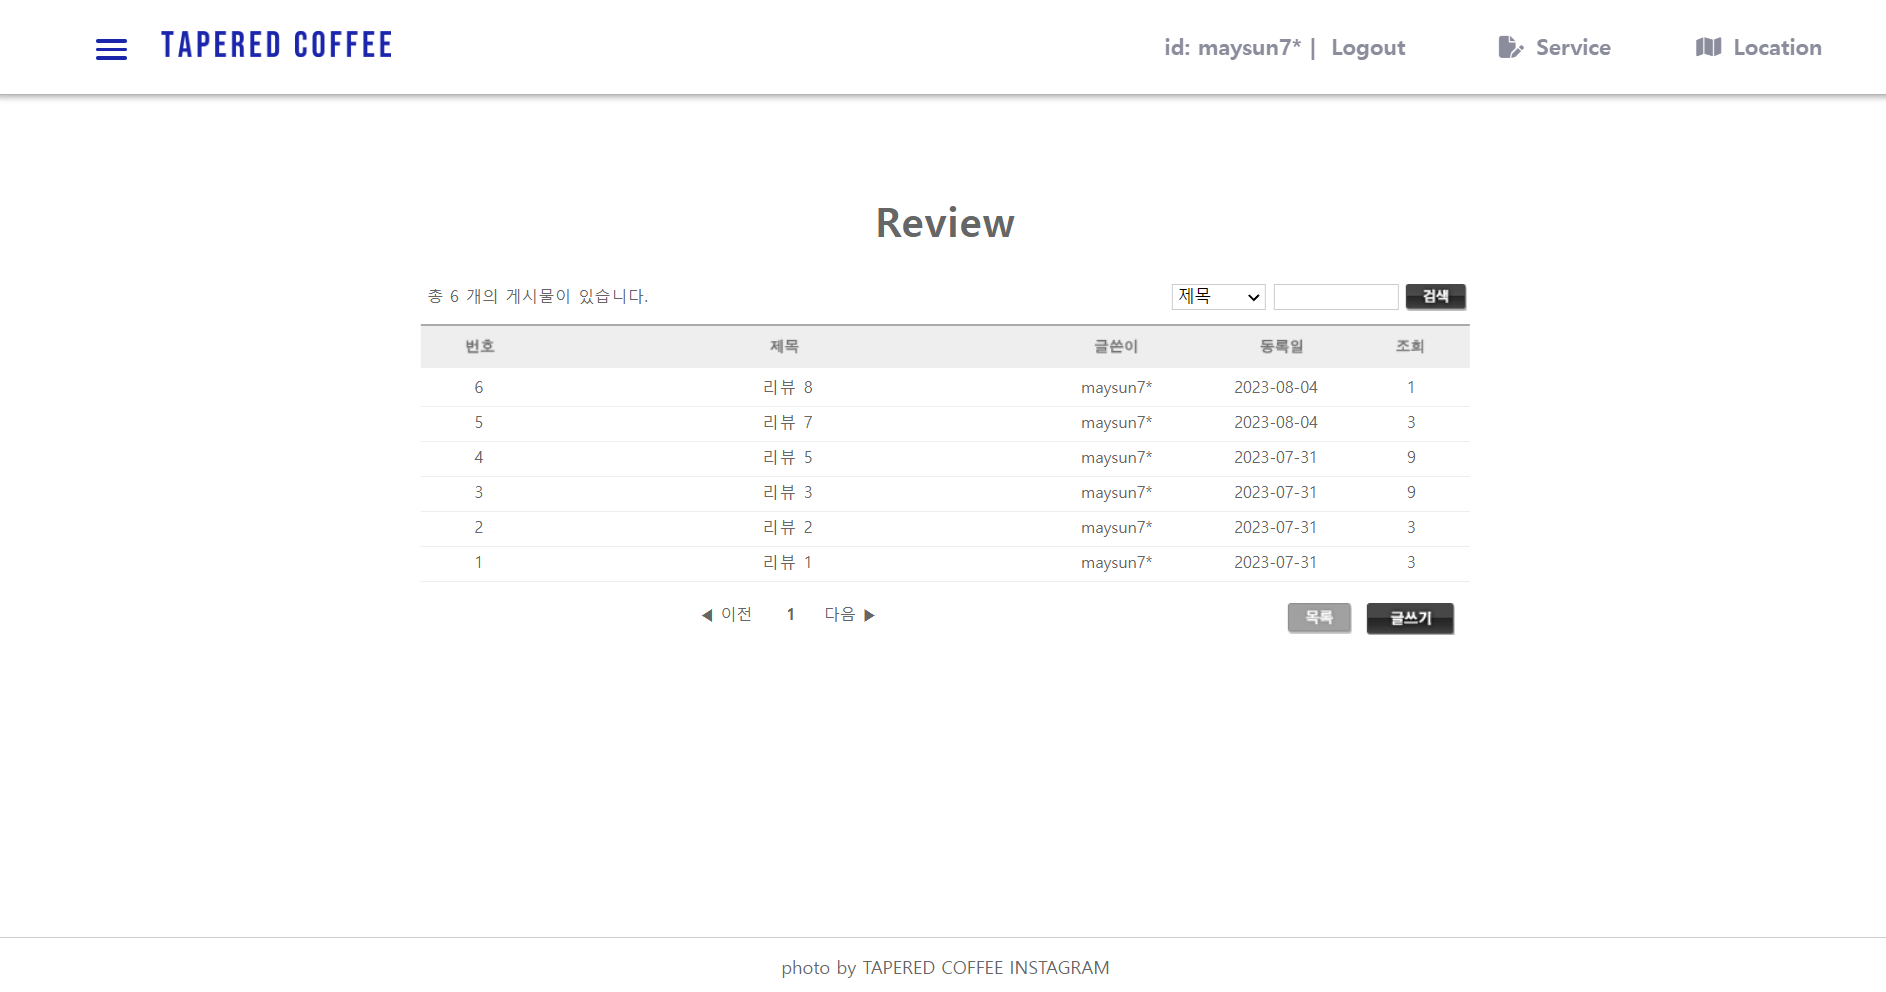 TAPERED COFFEE id: maysun7* | Logout Service Location
Review
총 6 개의 게시물이 있습니다. 제목 검색
번호 제목 글쓴이 등록일 조회
6 리뷰 8 maysun7* 2023-08-04 1
5 리뷰 7 maysun7* 2023-08-04 3
4 리뷰 5 maysun7* 2023-07-31 9
3 리뷰 3 maysun7* 2023-07-31 9
2 리뷰 2 maysun7* 2023-07-31 3
1 리뷰 1 maysun7* 2023-07-31 3
◀ 이전 1 다음 ▶ 목록 글쓰기
photo by TAPERED COFFEE INSTAGRAM